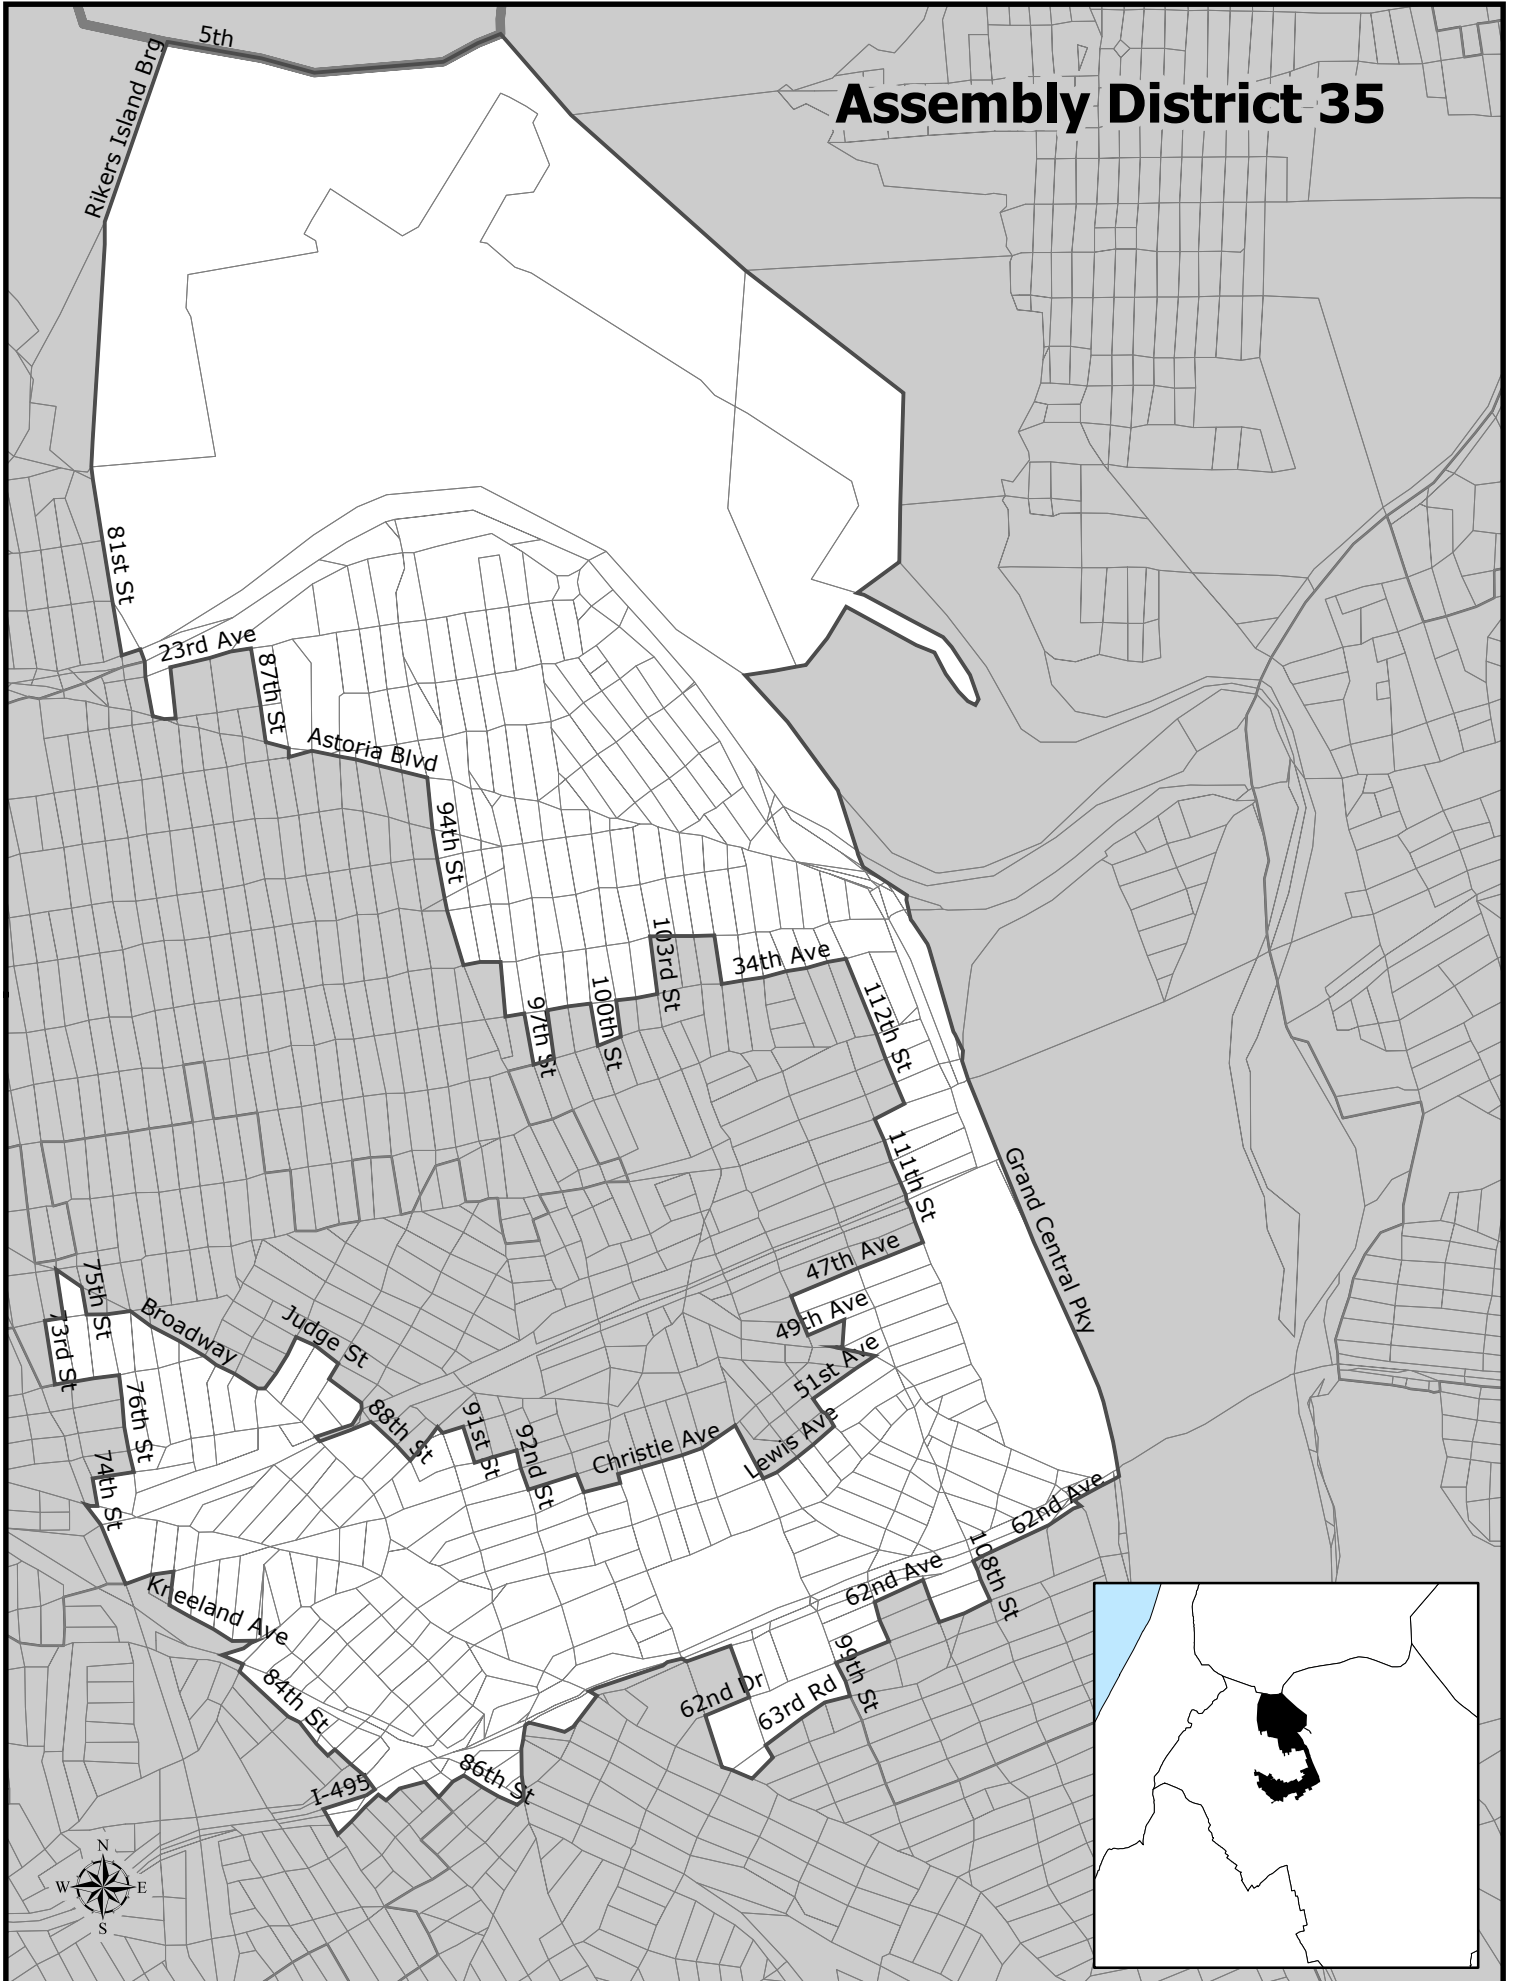 5th
Rikers Island Brg
Assembly District 35
81st St
23rd Ave
87th St
Astoria Blvd
94th St
103rd St
34th Ave
97th St
100th St
112th St
111th St
Grand Central Pky
47th Ave
75th St
Broadway
Judge St
73rd St
49th Ave
51st Ave
76th St
88th St
91st St
92nd St
Christie Ave
Lewis Ave
74th St
62nd Ave
108th St
62nd Ave
Kneeland Ave
99th St
84th St
62nd Dr
63rd Rd
86th St
I-495
N
W
E
S